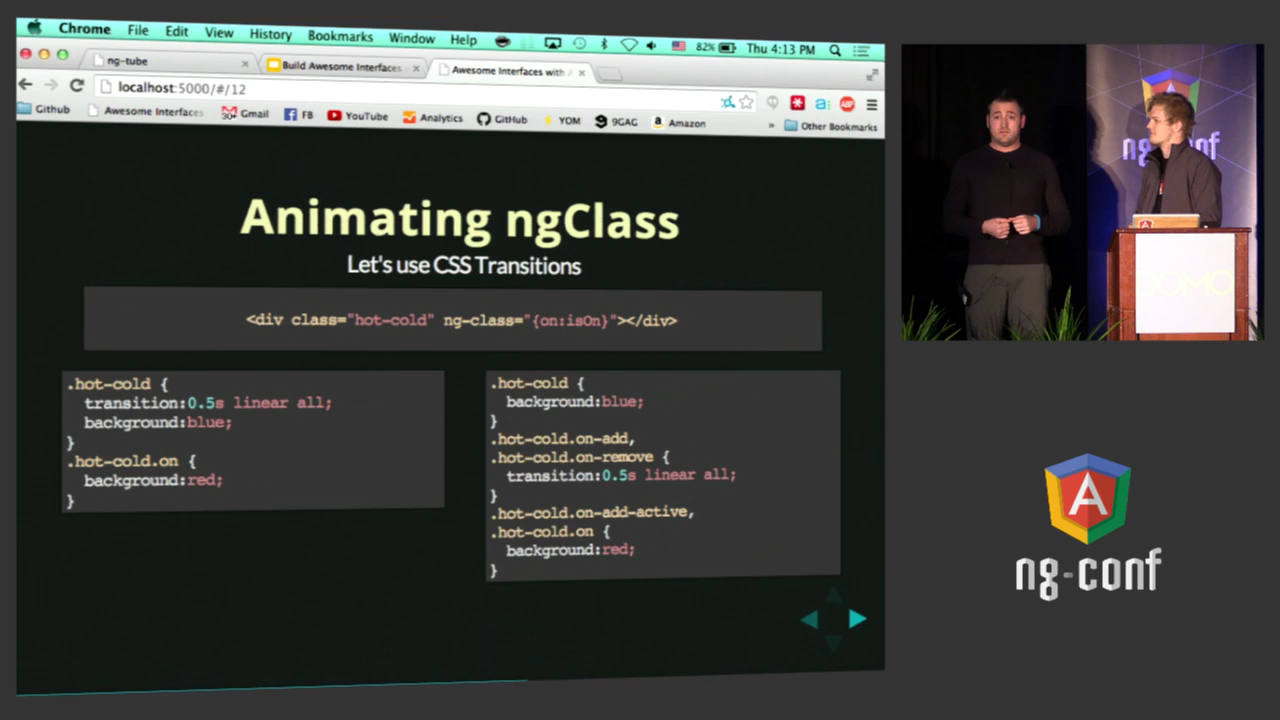 Chrome File Edit View History Bookmarks Window Help 82% Thu 4:13 PM
ng-tube Build Awesome Interfaces Awesome Interfaces with
localhost:5000/#/12
Github Awesome Interfaces 30+ Gmail FB YouTube Analytics GitHub YOM 9GAG Amazon » Other Bookmarks
Animating ngClass
Let's use CSS Transitions
<div class="hot-cold" ng-class="{on:isOn}"></div>
.hot-cold {
transition:0.5s linear all;
background:blue;
}
.hot-cold.on {
background:red;
}
.hot-cold {
background:blue;
}
.hot-cold.on-add,
.hot-cold.on-remove {
transition:0.5s linear all;
}
.hot-cold.on-add-active,
.hot-cold.on {
background:red;
}
ng-conf
DOMO
A
ng-conf